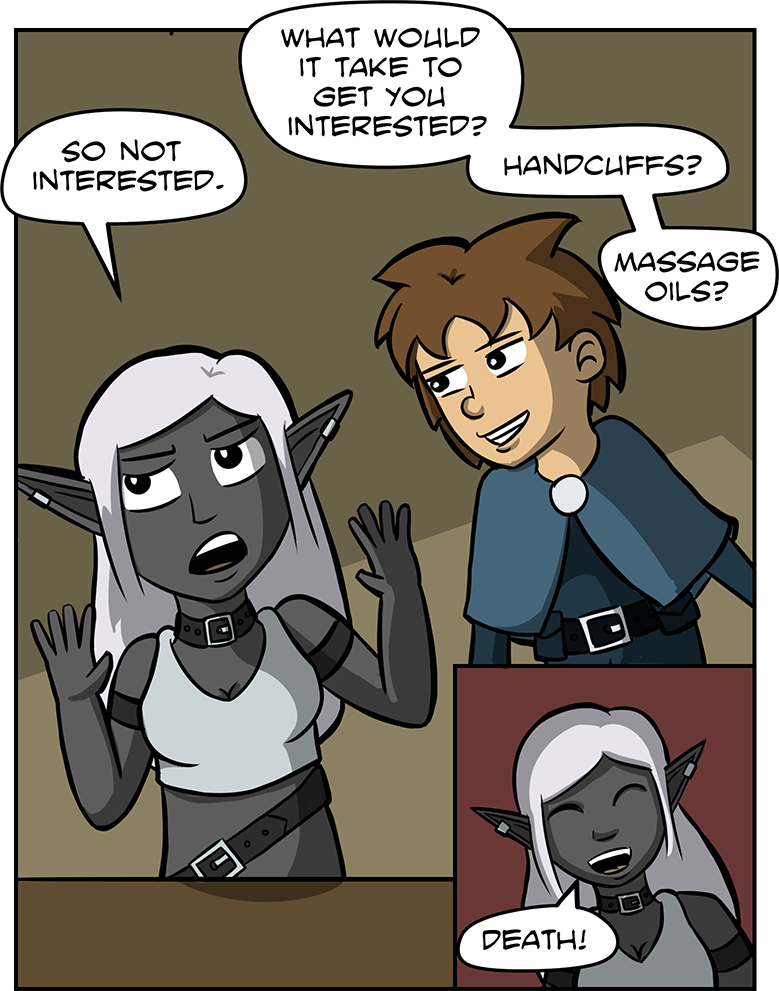 SO NOT
INTERESTED.
WHAT WOULD
IT TAKE TO
GET YOU
INTERESTED?
HANDCUFFS?
MASSAGE
OILS?
DEATH!